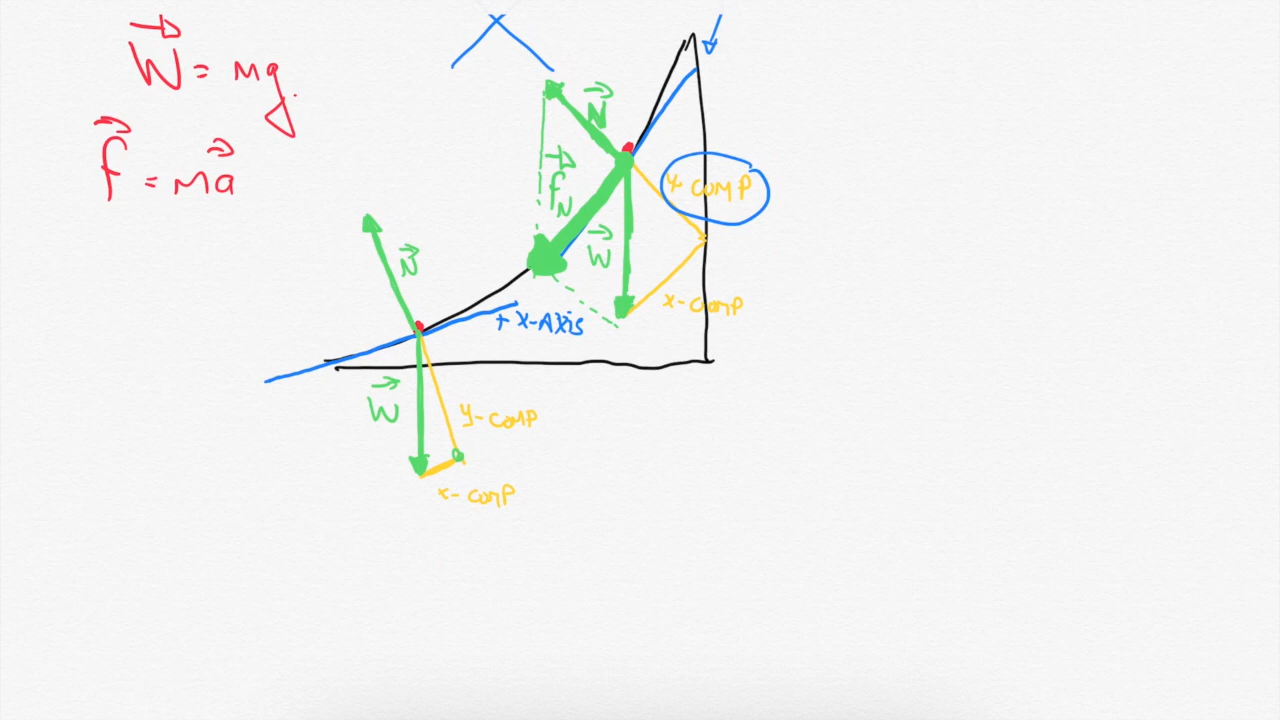 W = mg
f = ma
N
f_N
W
y comp
x-comp
N
+ x-Axis
W
y-comp
x-comp